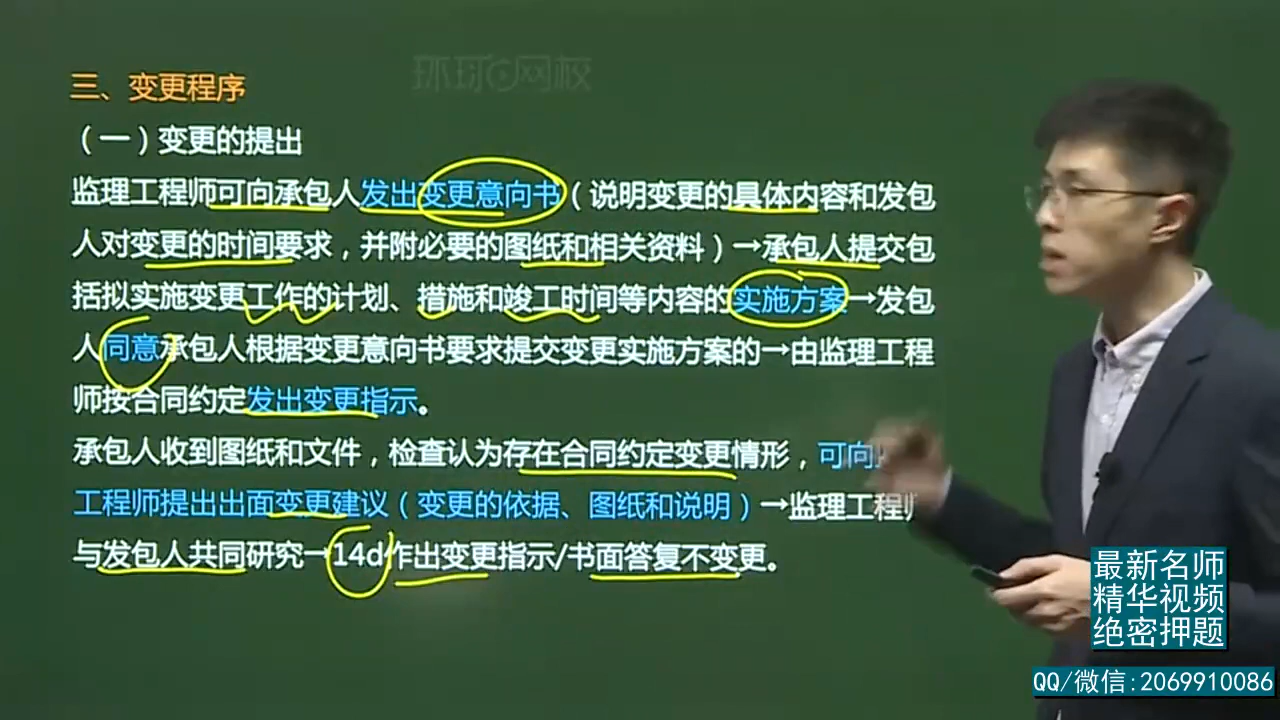 环球网校
三、变更程序
（一）变更的提出
监理工程师可向承包人发出变更意向书（说明变更的具体内容和发包
人对变更的时间要求，并附必要的图纸和相关资料）→承包人提交包
括拟实施变更工作的计划、措施和竣工时间等内容的实施方案→发包
人同意承包人根据变更意向书要求提交变更实施方案的→由监理工程
师按合同约定发出变更指示。
承包人收到图纸和文件，检查认为存在合同约定变更情形，可向
工程师提出出面变更建议（变更的依据、图纸和说明）→监理工程师
与发包人共同研究→14d作出变更指示/书面答复不变更。
最新名师
精华视频
绝密押题
QQ/微信:2069910086